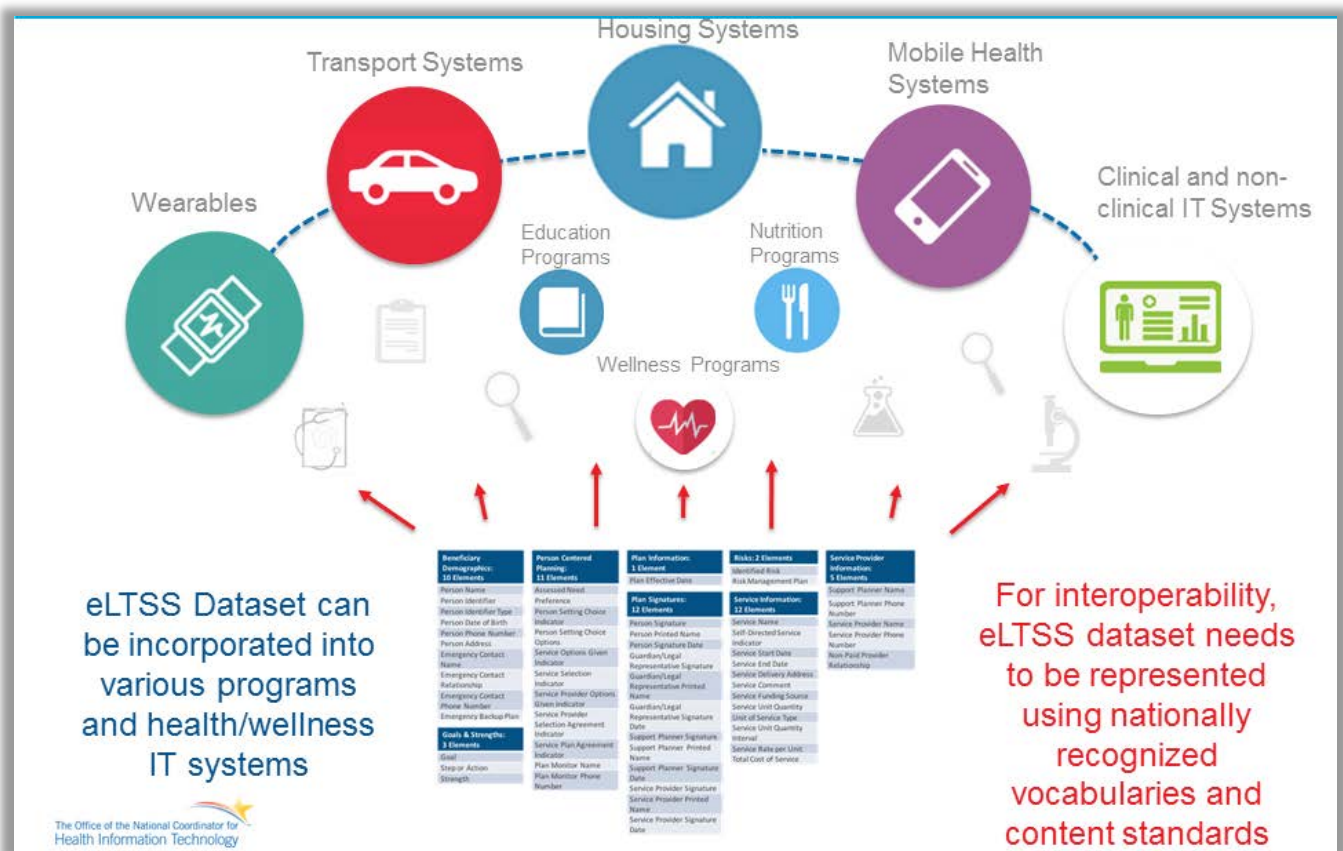 Housing Systems
Transport Systems
Mobile Health
Systems
Wearables
Clinical and non-
clinical IT Systems
Education
Programs
Nutrition
Programs
Wellness Programs
eLTSS Dataset can
be incorporated into
various programs
and health/wellness
IT systems
Beneficiary
Demographics:
10 Elements
Person Name
Person Identifier
Person Identifier Type
Person Date of Birth
Person Phone Number
Person Address
Emergency Contact
Name
Emergency Contact
Relationship
Emergency Contact
Phone Number
Emergency Backup Plan
Goals & Strengths:
3 Elements
Goal
Step or Action
Strength
Person Centered
Planning:
11 Elements
Assessed Need
Preference
Person Setting Choice
Indicator
Person Setting Choice
Options
Service Options Given
Indicator
Service Selection
Indicator
Service Provider Options
Given Indicator
Service Provider
Selection Agreement
Indicator
Service Plan Agreement
Indicator
Plan Monitor Name
Plan Monitor Phone
Number
Plan Information:
1 Element
Plan Effective Date
Plan Signatures:
12 Elements
Person Signature
Person Printed Name
Person Signature Date
Guardian/Legal
Representative Signature
Guardian/Legal
Representative Printed
Name
Guardian/Legal
Representative Signature
Date
Support Planner Signature
Support Planner Printed
Name
Support Planner Signature
Date
Service Provider Signature
Service Provider Printed
Name
Service Provider Signature
Date
Risks: 2 Elements
Identified Risk
Risk Management Plan
Service Information:
12 Elements
Service Name
Self-Directed Service
Indicator
Service Start Date
Service End Date
Service Delivery Address
Service Comment
Service Funding Source
Service Unit Quantity
Unit of Service Type
Service Unit Quantity
Interval
Service Rate per Unit
Total Cost of Service
Service Provider
Information:
5 Elements
Support Planner Name
Support Planner Phone
Number
Service Provider Name
Service Provider Phone
Number
Non-Paid Provider
Relationship
For interoperability,
eLTSS dataset needs
to be represented
using nationally
recognized
vocabularies and
content standards
The Office of the National Coordinator for
Health Information Technology